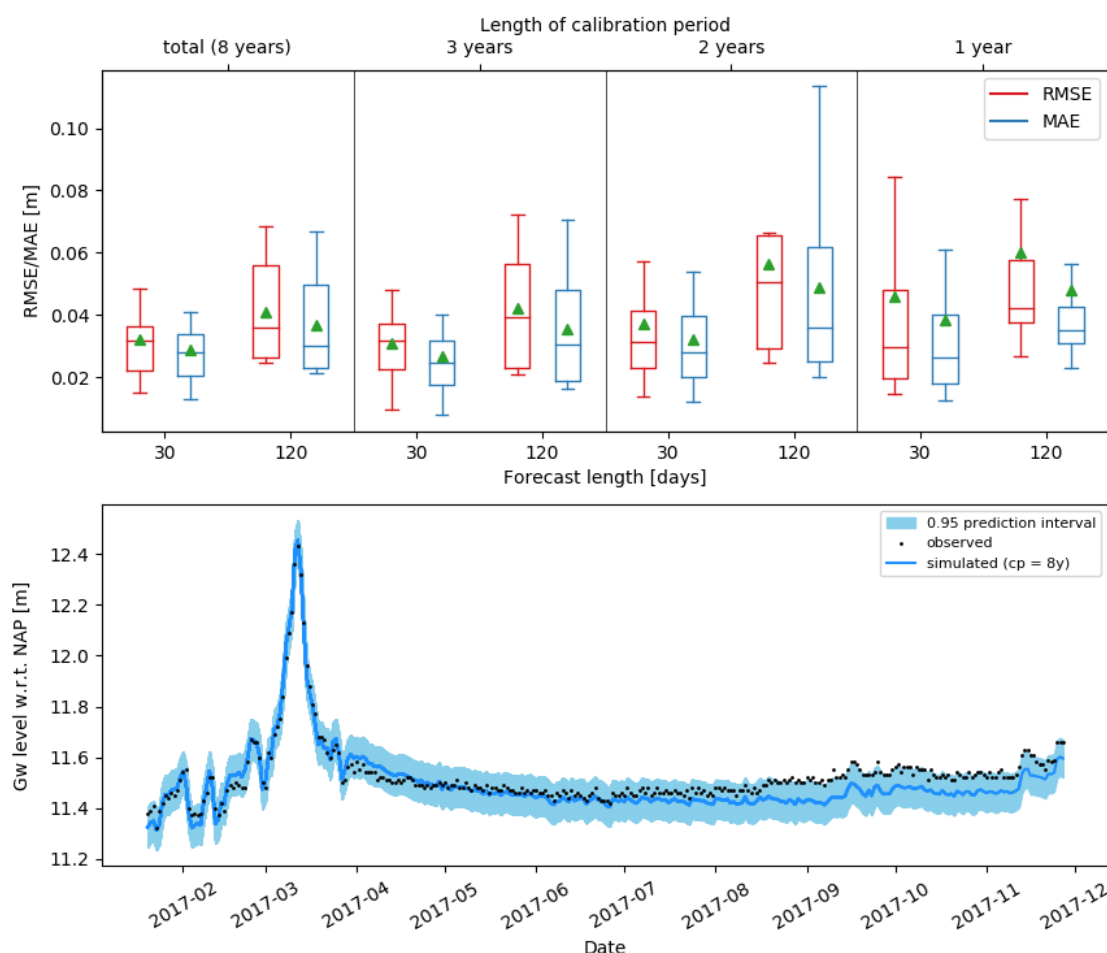 Length of calibration period
total (8 years) 3 years 2 years 1 year
RMSE
MAE
RMSE/MAE [m]
0.10
0.08
0.06
0.04
0.02
30 120 30 120 30 120 30 120
Forecast length [days]
0.95 prediction interval
observed
simulated (cp = 8y)
Gw level w.r.t. NAP [m]
12.4
12.2
12.0
11.8
11.6
11.4
11.2
2017-02 2017-03 2017-04 2017-05 2017-06 2017-07 2017-08 2017-09 2017-10 2017-11 2017-12
Date